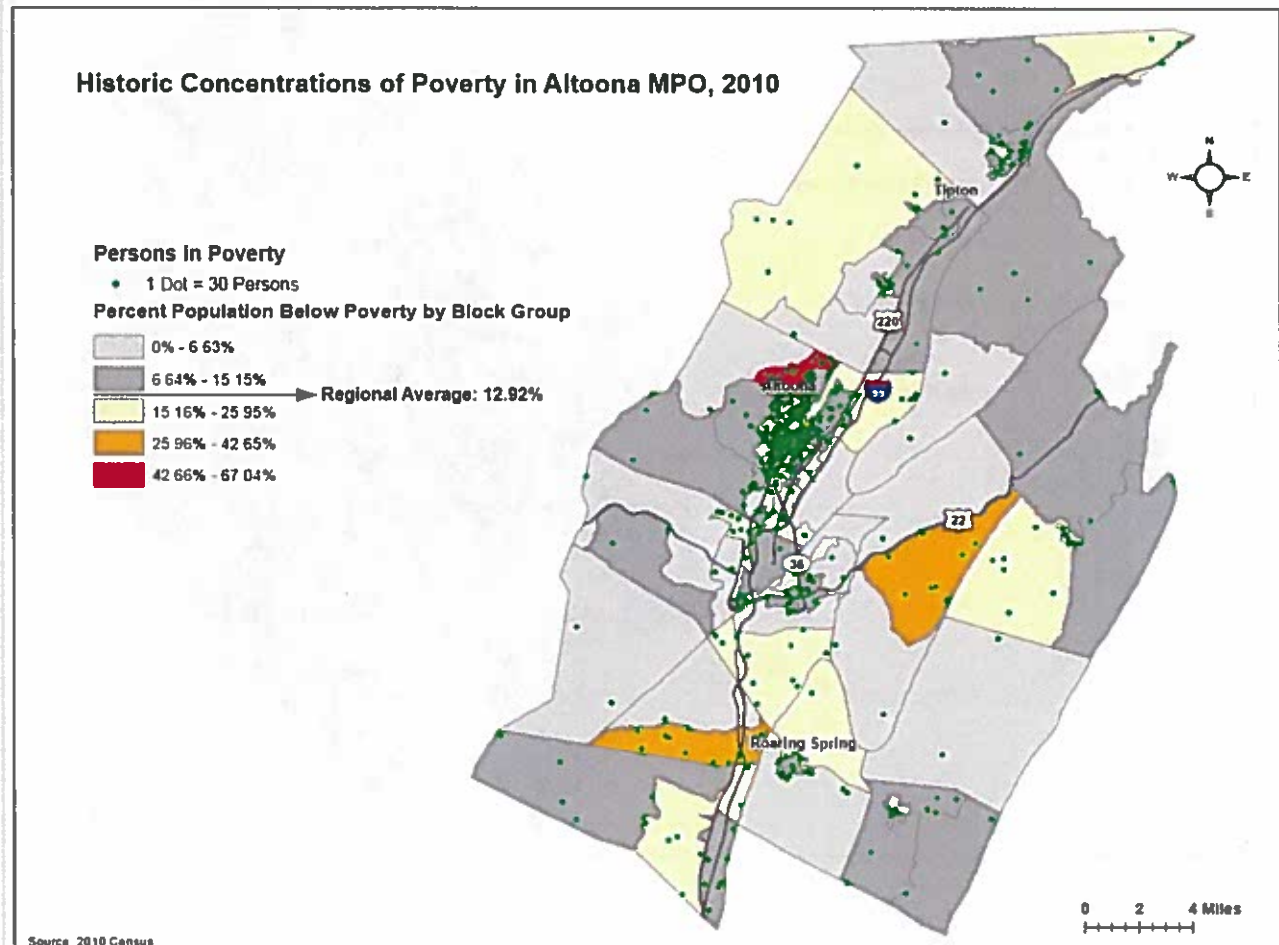 Historic Concentrations of Poverty in Altoona MPO, 2010
N
W E
S
Tipton
Persons in Poverty
1 Dot = 30 Persons
Percent Population Below Poverty by Block Group
0% - 6 63%
6 64% - 15 15%
Regional Average: 12.92%
15 16% - 25 95%
25 96% - 42 65%
42 66% - 67 04%
220
Altoona
99
22
36
Roaring Spring
0 2 4 Miles
Source 2010 Census